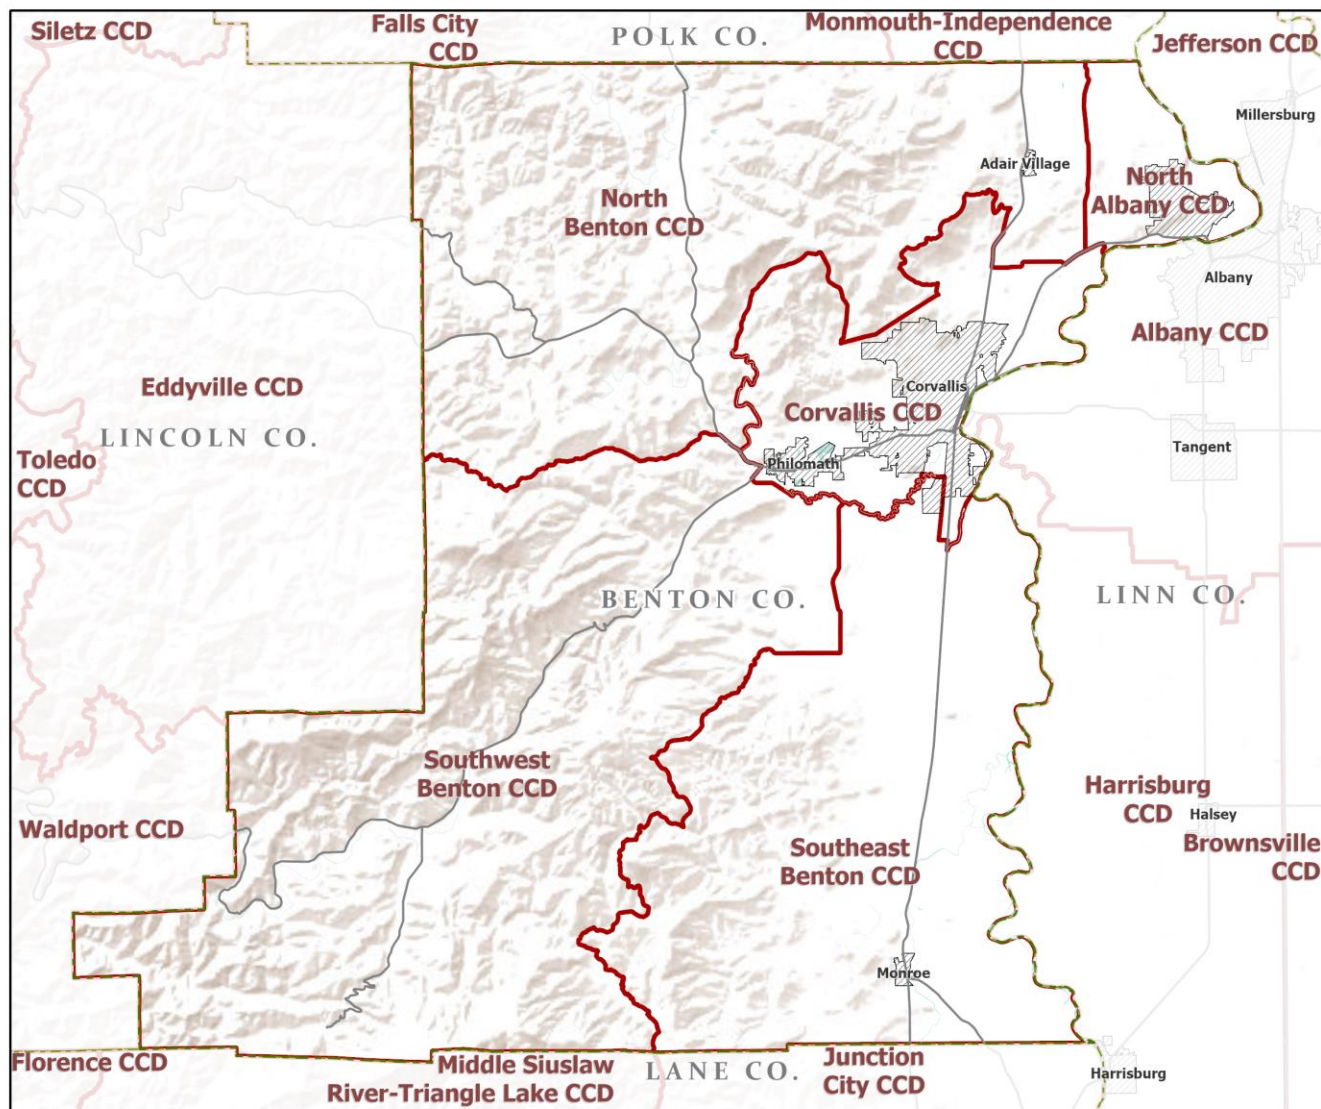 Siletz CCD
Falls City
CCD
POLK CO.
Monmouth-Independence
CCD
Jefferson CCD
Millersburg
Adair Village
North
Albany CCD
North
Benton CCD
Albany
Albany CCD
Eddyville CCD
Corvallis
Corvallis CCD
LINCOLN CO.
Toledo
CCD
Philomath
Tangent
BENTON CO.
LINN CO.
Southwest
Benton CCD
Harrisburg
CCD
Halsey
Waldport CCD
Southeast
Benton CCD
Brownsville
CCD
Monroe
Florence CCD
Middle Siuslaw
River-Triangle Lake CCD
LANE CO.
Junction
City CCD
Harrisburg